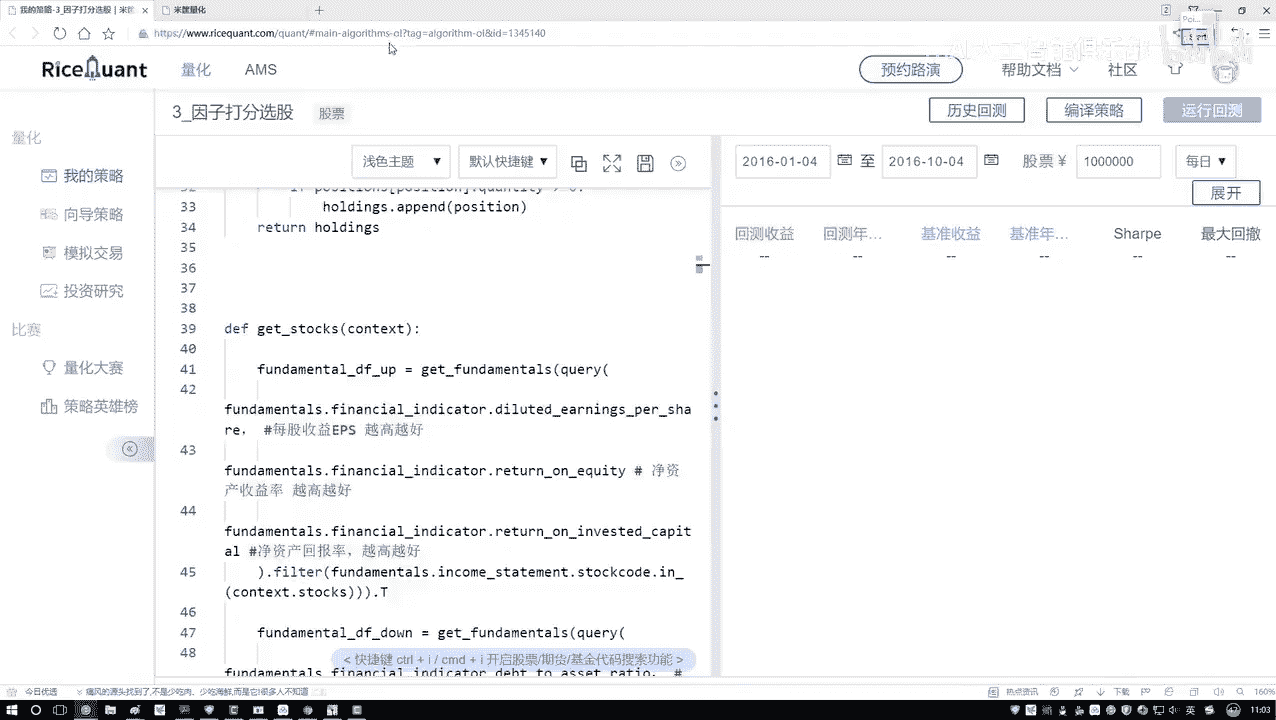 我的策略-3_因子打分选股 | 米筐
米筐量化
https://www.ricequant.com/quant/#main-algorithms-ol?tag=algorithm-ol&id=1345140
RiceQuant
量化
AMS
预约路演
帮助文档
社区
3_因子打分选股
股票
历史回测
编译策略
运行回测
量化
我的策略
向导策略
模拟交易
投资研究
比赛
量化大赛
策略英雄榜
浅色主题
默认快捷键
2016-01-04
至
2016-10-04
股票 ¥
1000000
每日
展开
回测收益
回测年...
基准收益
基准年...
Sharpe
最大回撤
--
--
--
--
--
--
32 if positions[position].quantity > 0:
33 holdings.append(position)
34 return holdings
35
36
37
38
39 def get_stocks(context):
40
41 fundamental_df_up = get_fundamentals(query(
42
fundamentals.financial_indicator.diluted_earnings_per_sha
re, #每股收益EPS 越高越好
43
fundamentals.financial_indicator.return_on_equity # 净资
产收益率 越高越好
44
fundamentals.financial_indicator.return_on_invested_capit
al #净资产回报率，越高越好
45 ).filter(fundamentals.income_statement.stockcode.in_
(context.stocks))).T
46
47 fundamental_df_down = get_fundamentals(query(
48
< 快捷键 ctrl + i / cmd + i 开启股票/期货/基金代码搜索功能 >
fundamentals.financial_indicator.debt_to_asset_ratio, #
今日优选
痛风的源头找到了,不是少吃肉、少吃海鲜,而是它!很多人不知道
热点资讯
下载
160%
英
11:03